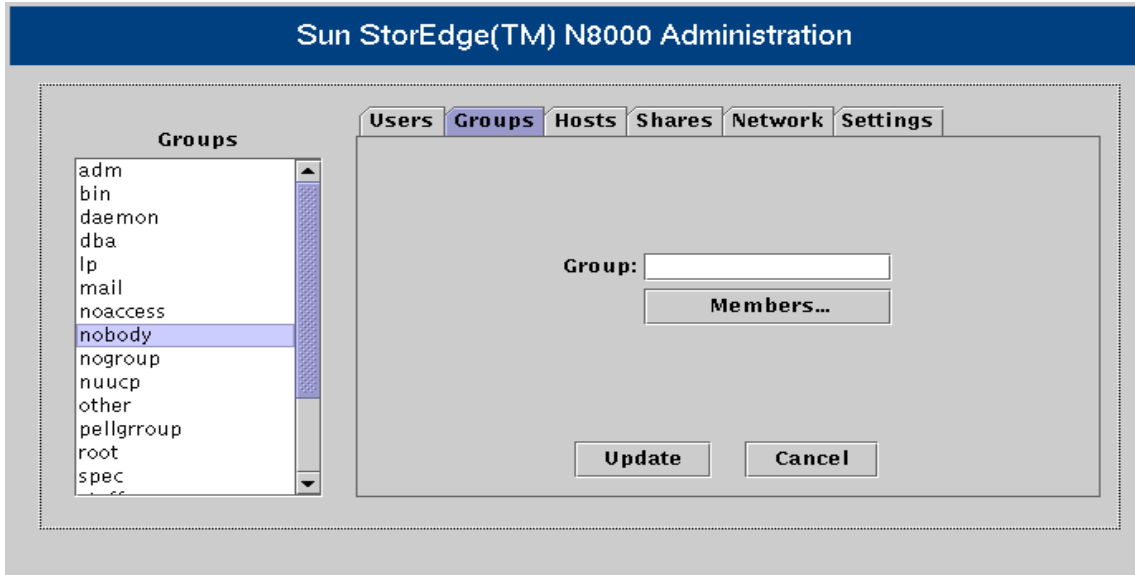 Sun StorEdge(TM) N8000 Administration
Users Groups Hosts Shares Network Settings
Groups
adm
bin
daemon
dba
lp
mail
noaccess
nobody
nogroup
nuucp
other
pellgrroup
root
spec
Group:
Members...
Update Cancel